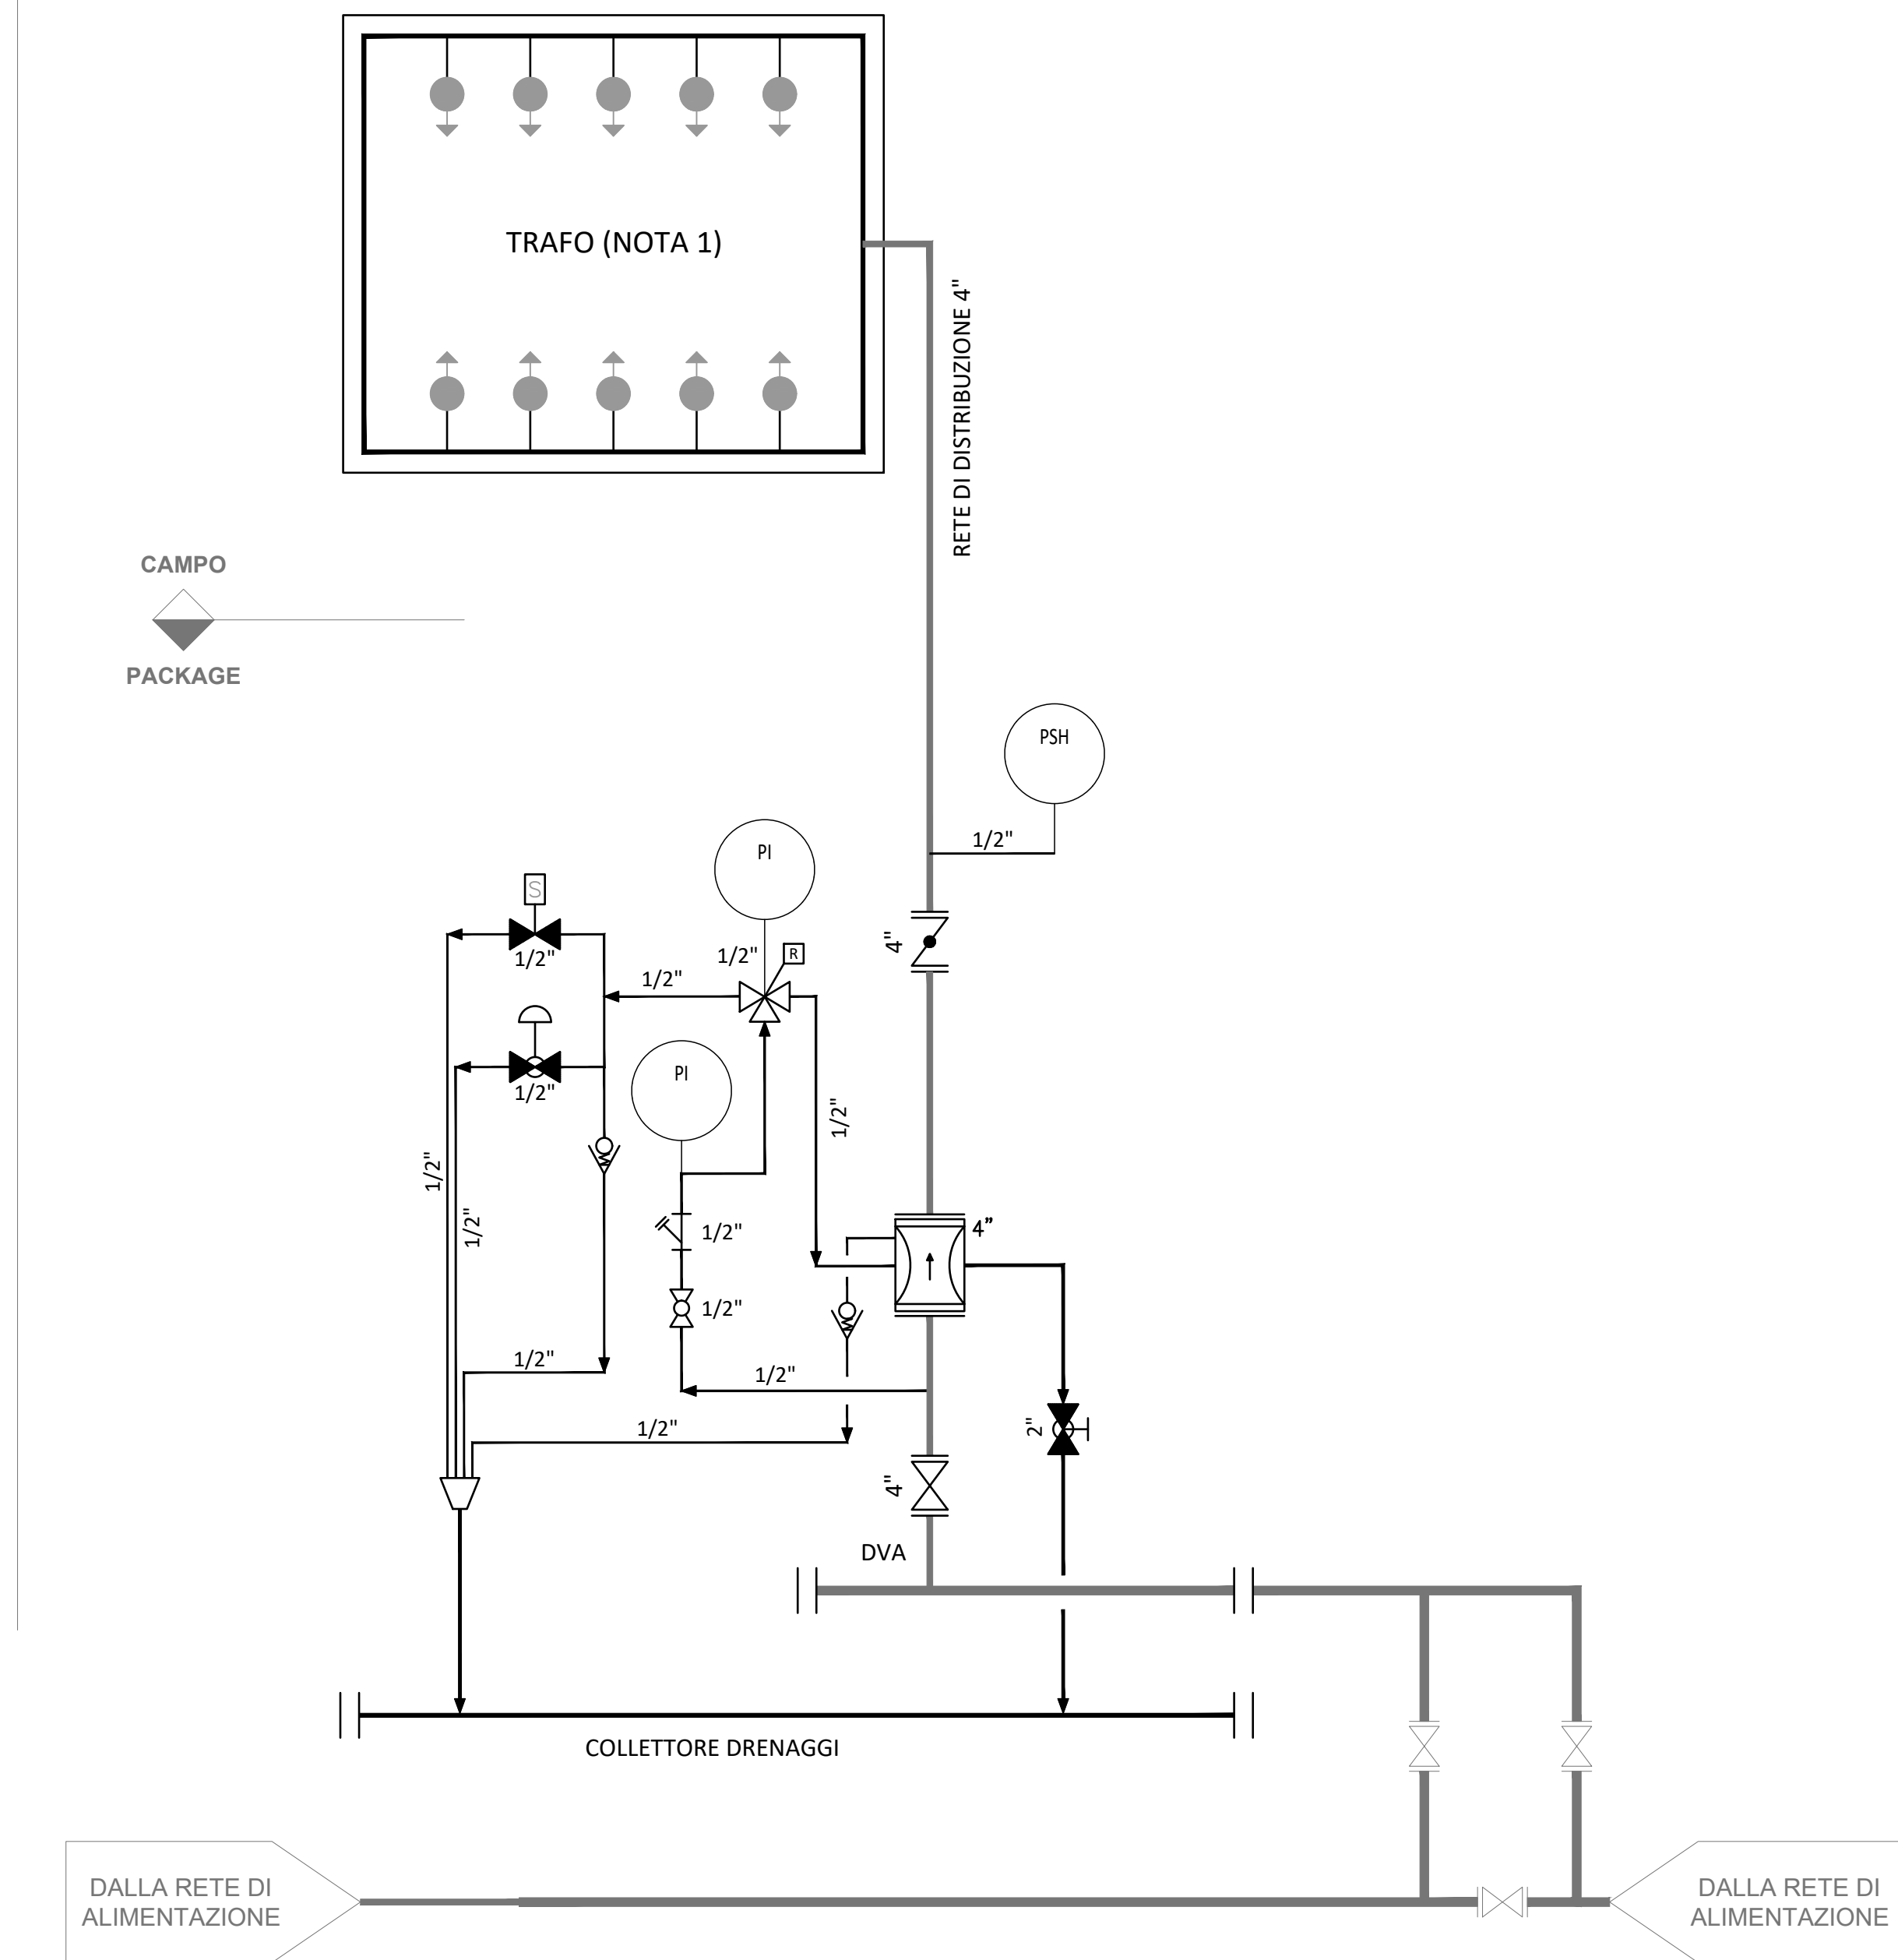 TRAFO (NOTA 1)
RETE DI DISTRIBUZIONE 4"
CAMPO
PACKAGE
PSH
1/2"
PI
S
4"
1/2"
R
1/2"
1/2"
PI
1/2"
1/2"
1/2"
1/2"
1/2"
4”
1/2"
1/2"
1/2"
1/2"
2"
4"
DVA
COLLETTORE DRENAGGI
DALLA RETE DI
ALIMENTAZIONE
DALLA RETE DI
ALIMENTAZIONE